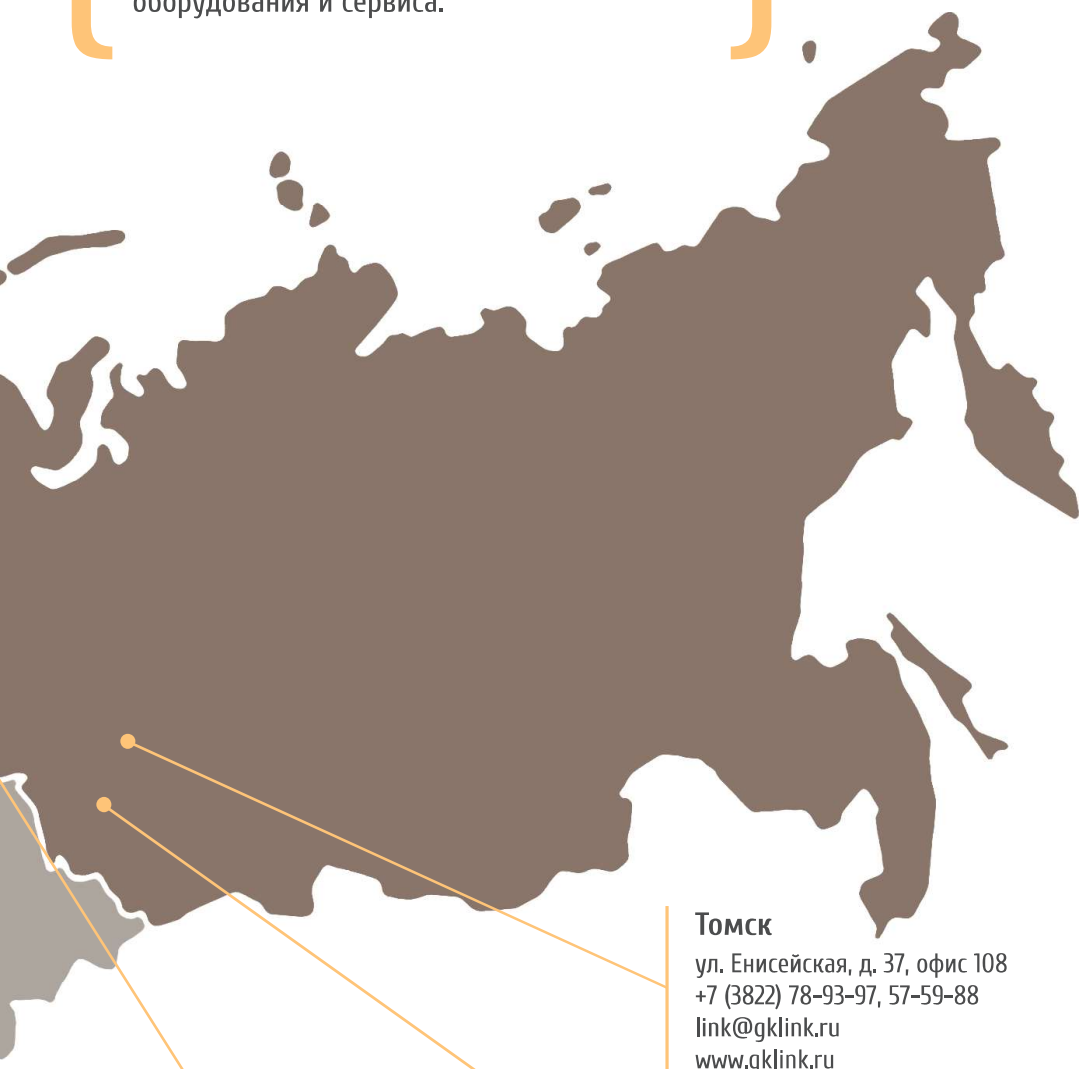 оборудования и сервиса.
Томск
ул. Енисейская, д. 37, офис 108
+7 (3822) 78-93-97, 57-59-88
link@gklink.ru
www.gklink.ru